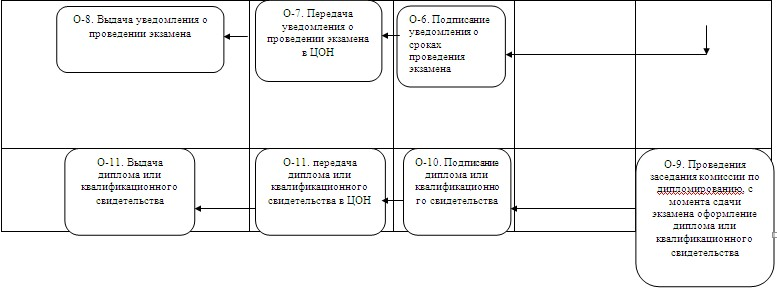 О-8. Выдача уведомления о
проведении экзамена
О-7. Передача
уведомления о
проведении экзамена
в ЦОН
О-6. Подписание
уведомления о
сроках
проведения
экзамена
О-11. Выдача
диплома или
квалификационного
свидетельства
О-11. передача
диплома или
квалификационного
свидетельства в ЦОН
О-10. Подписание
диплома или
квалификационно
го свидетельства
О-9. Проведения
заседания комиссии по
дипломированию, с
момента сдачи
экзамена оформление
диплома или
квалификационного
свидетельства